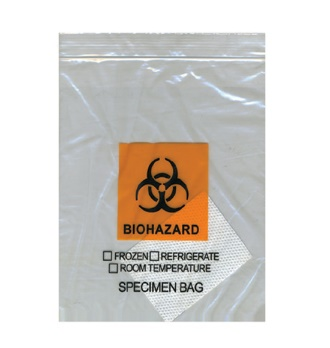 BIOHAZARD
☐ FROZEN ☐ REFRIGERATE
☐ ROOM TEMPERATURE
SPECIMEN BAG